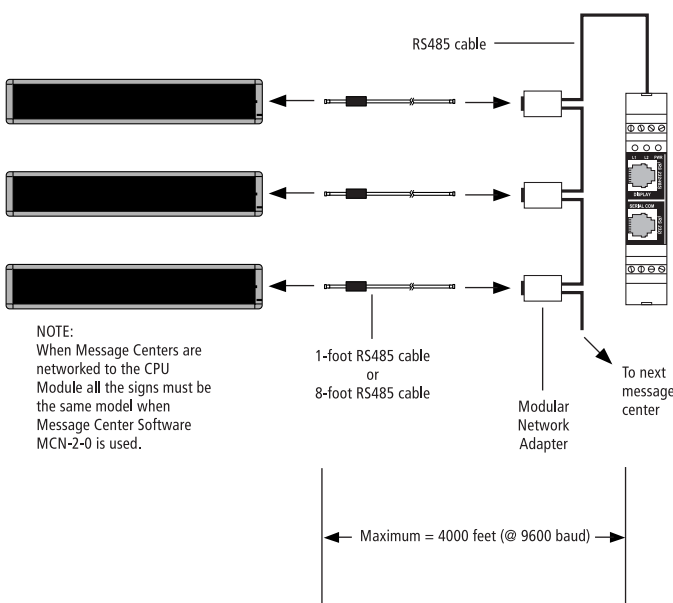 RS485 cable
L1 L2 PWR
DISPLAY
SERIAL COM
NOTE:
When Message Centers are
networked to the CPU
Module all the signs must be
the same model when
Message Center Software
MCN-2-0 is used.
1-foot RS485 cable
or
8-foot RS485 cable
Modular
Network
Adapter
To next
message
center
Maximum = 4000 feet (@ 9600 baud)